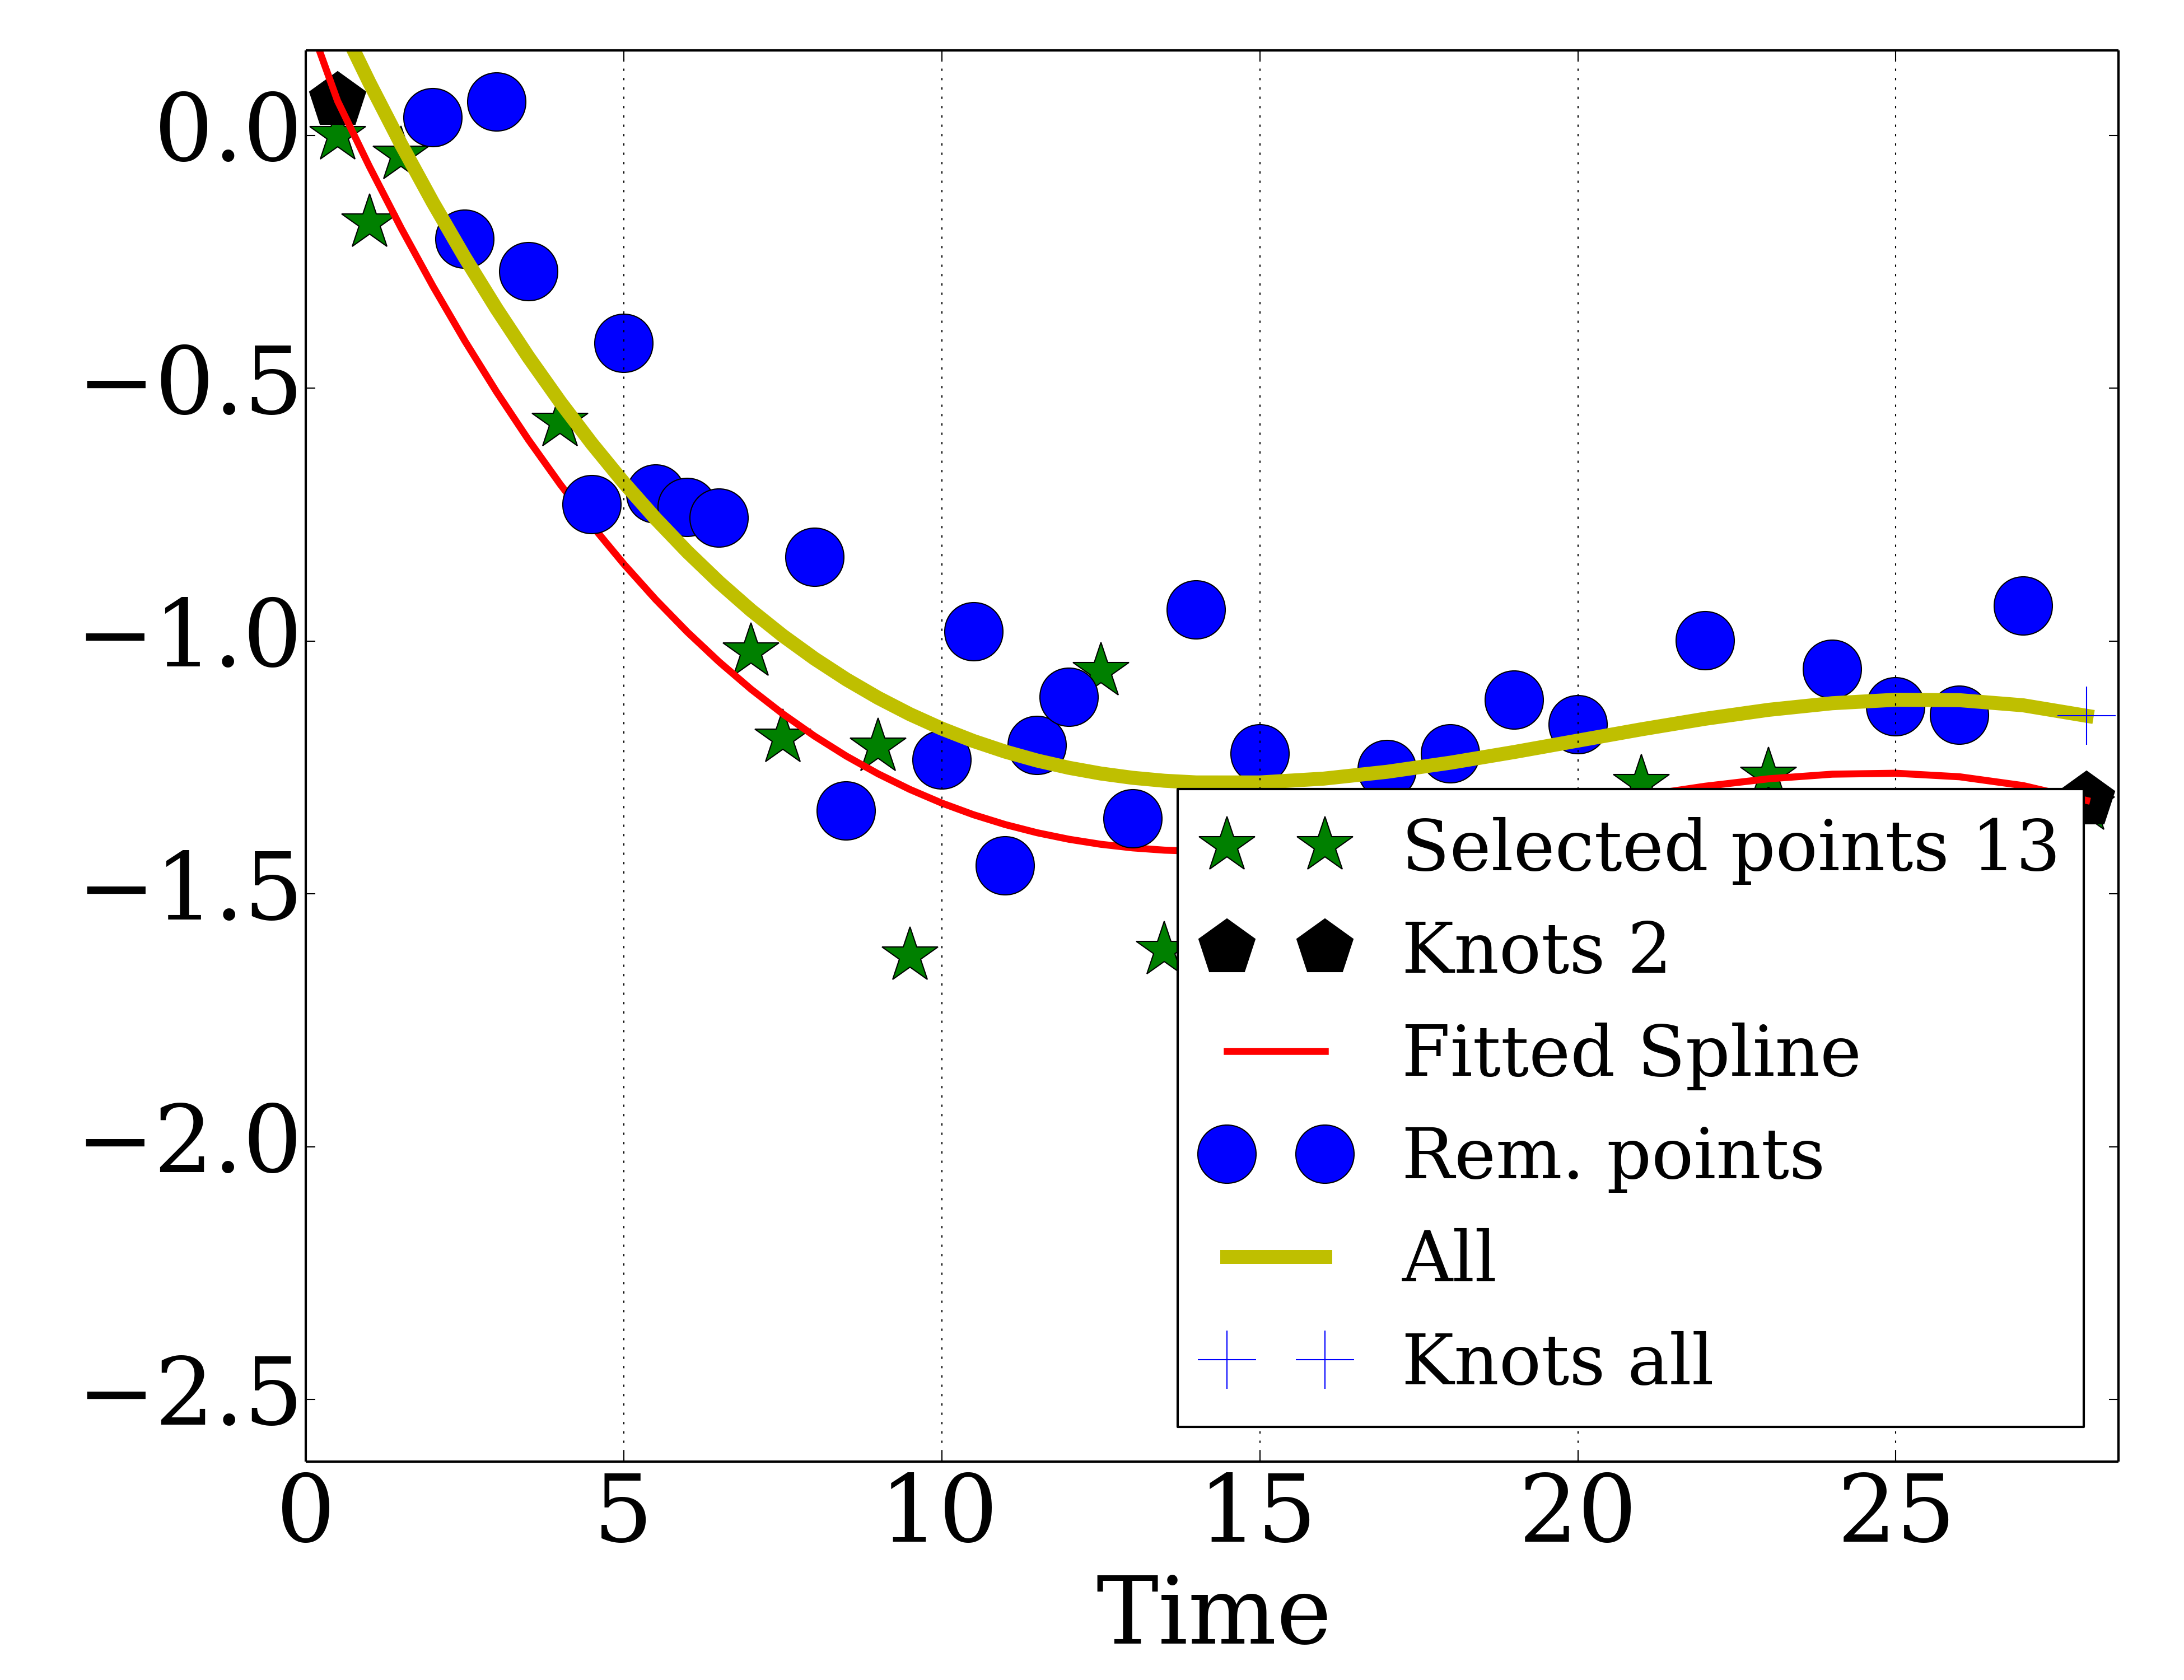 0.0
−0.5
−1.0
−1.5
−2.0
−2.5
Selected points 13
Knots 2
Fitted Spline
Rem. points
All
Knots all
0 5 10 15 20 25
Time